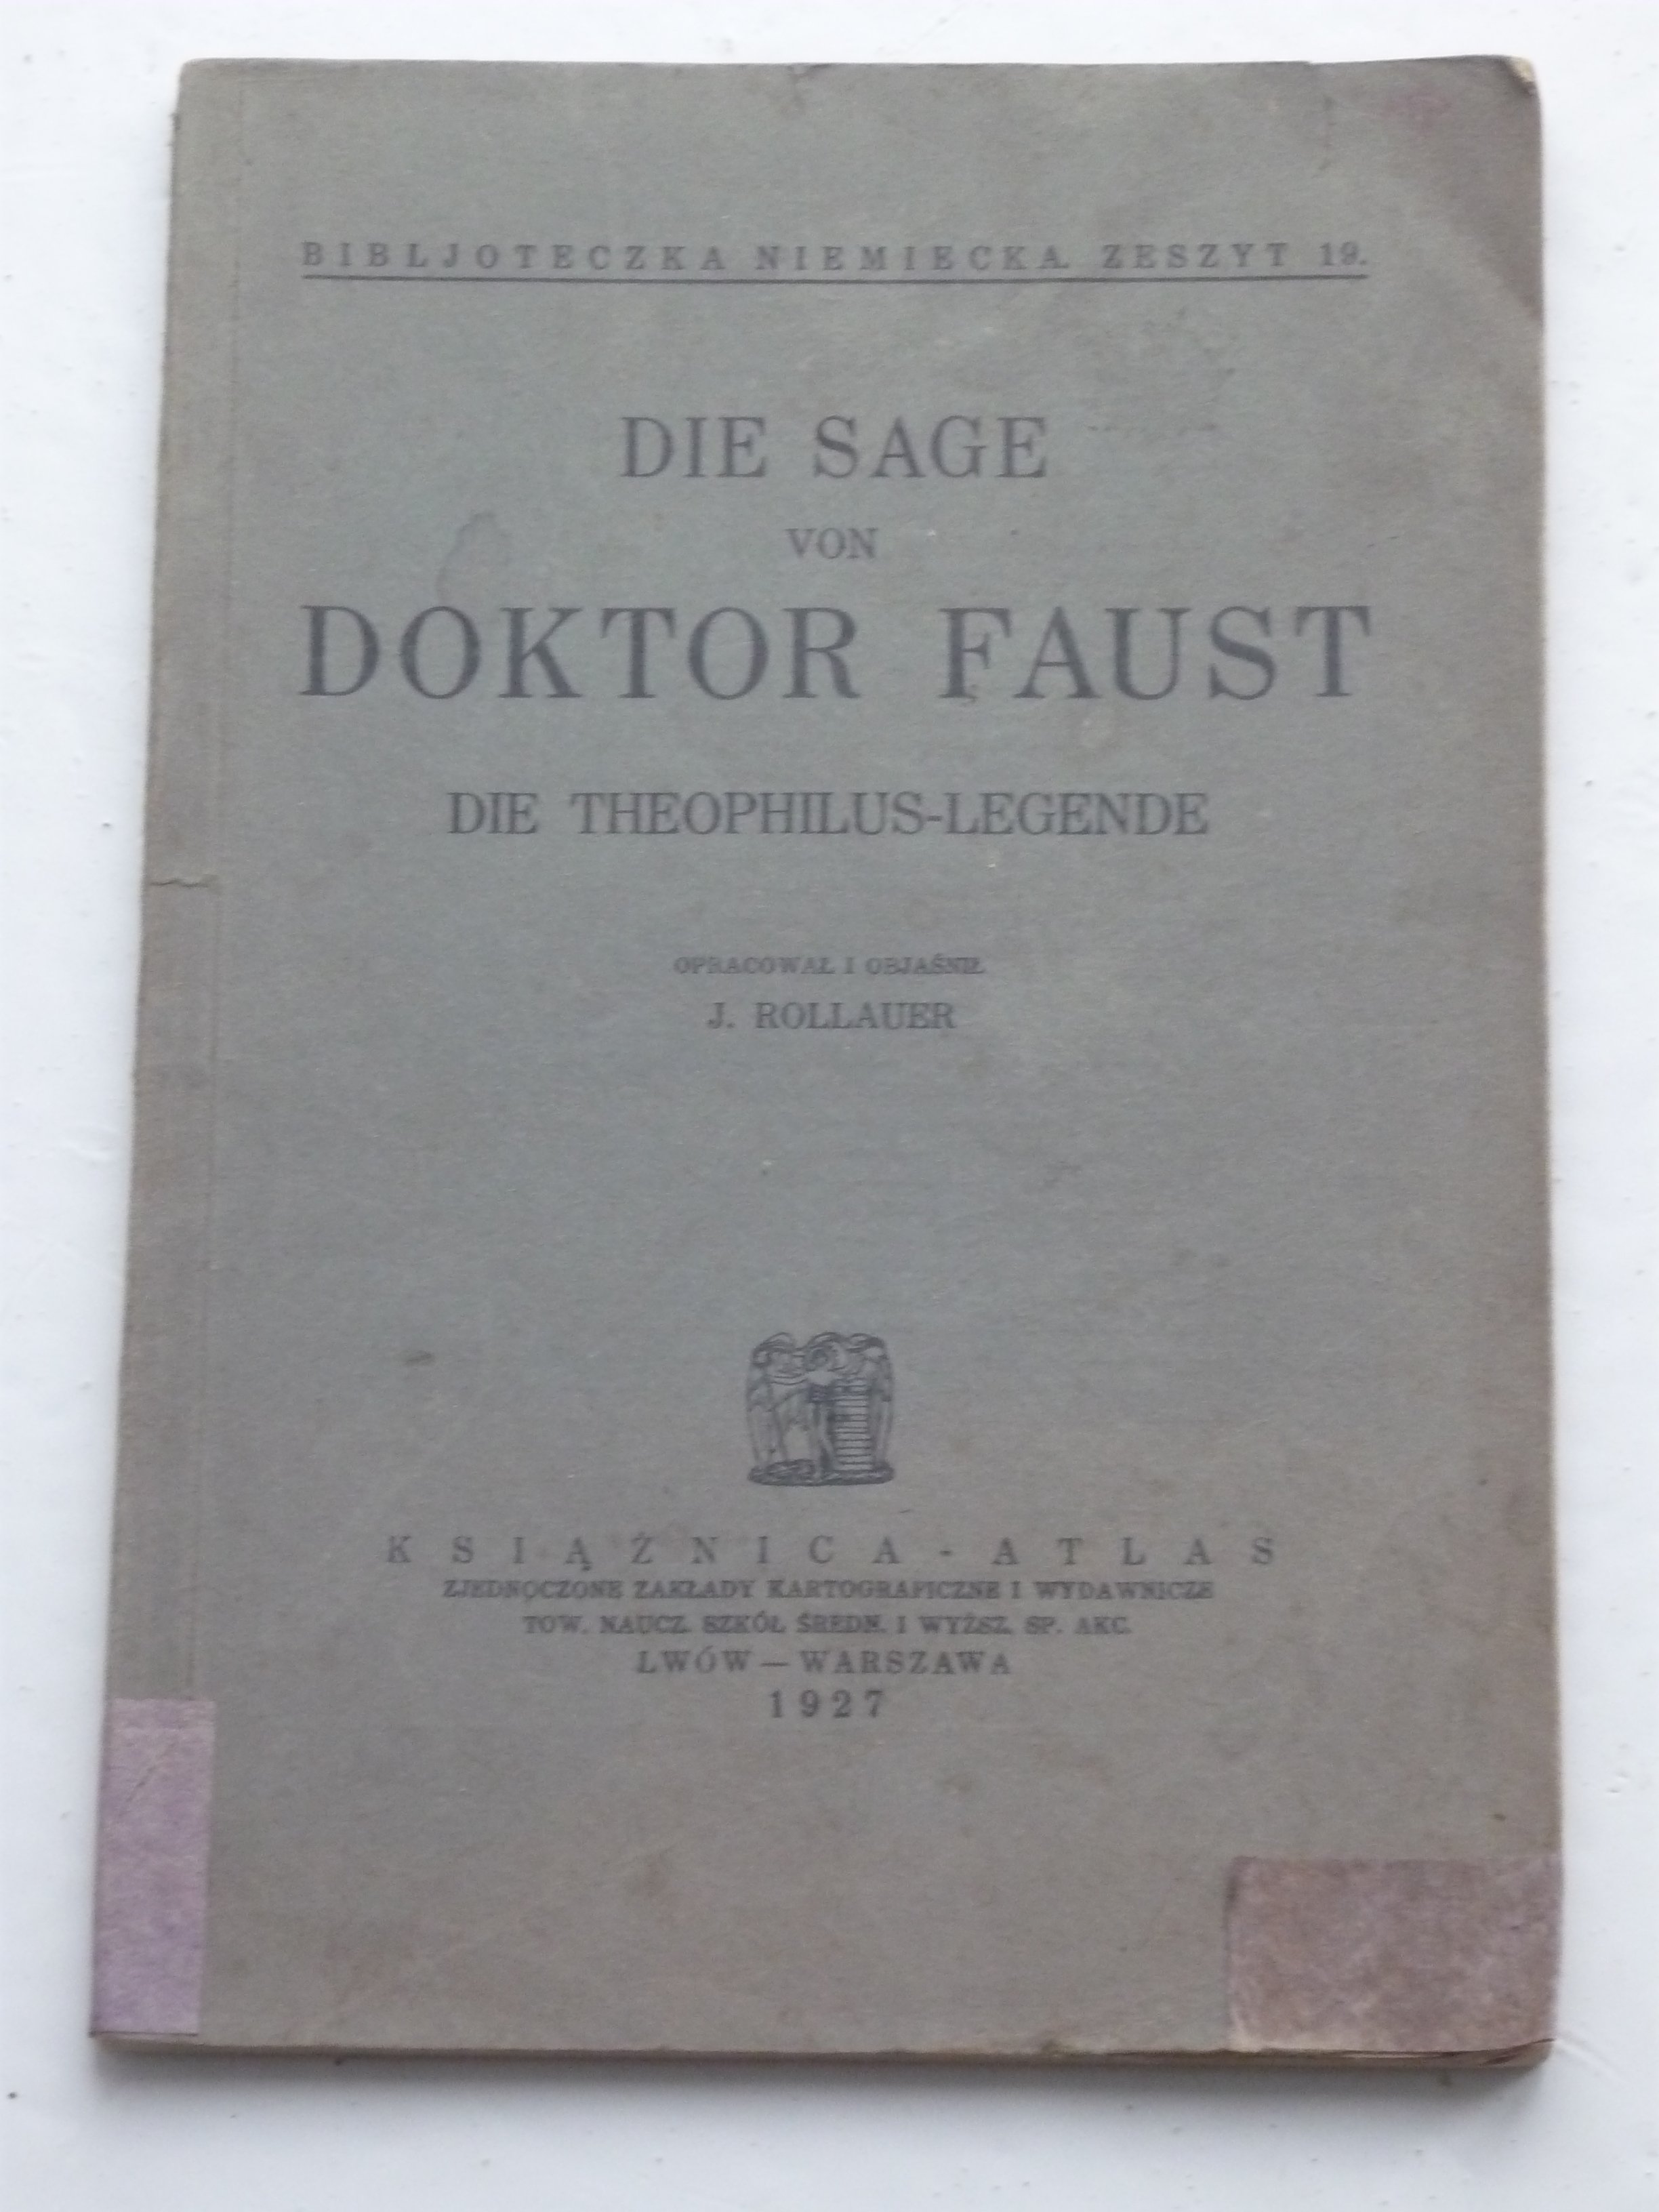 BIBLJOTECZKA NIEMIECKA. ZESZYT 19.
DIE SAGE
VON
DOKTOR FAUST
DIE THEOPHILUS-LEGENDE
OPRACOWAŁ I OBJAŚNIŁ
J. ROLLAUER
KSIĄŻNICA-ATLAS
ZJEDNOCZONE ZAKŁADY KARTOGRAFICZNE I WYDAWNICZE
TOW. NAUCZ. SZKÓŁ ŚREDN. I WYŻSZ. SP. AKC.
LWÓW — WARSZAWA
1927